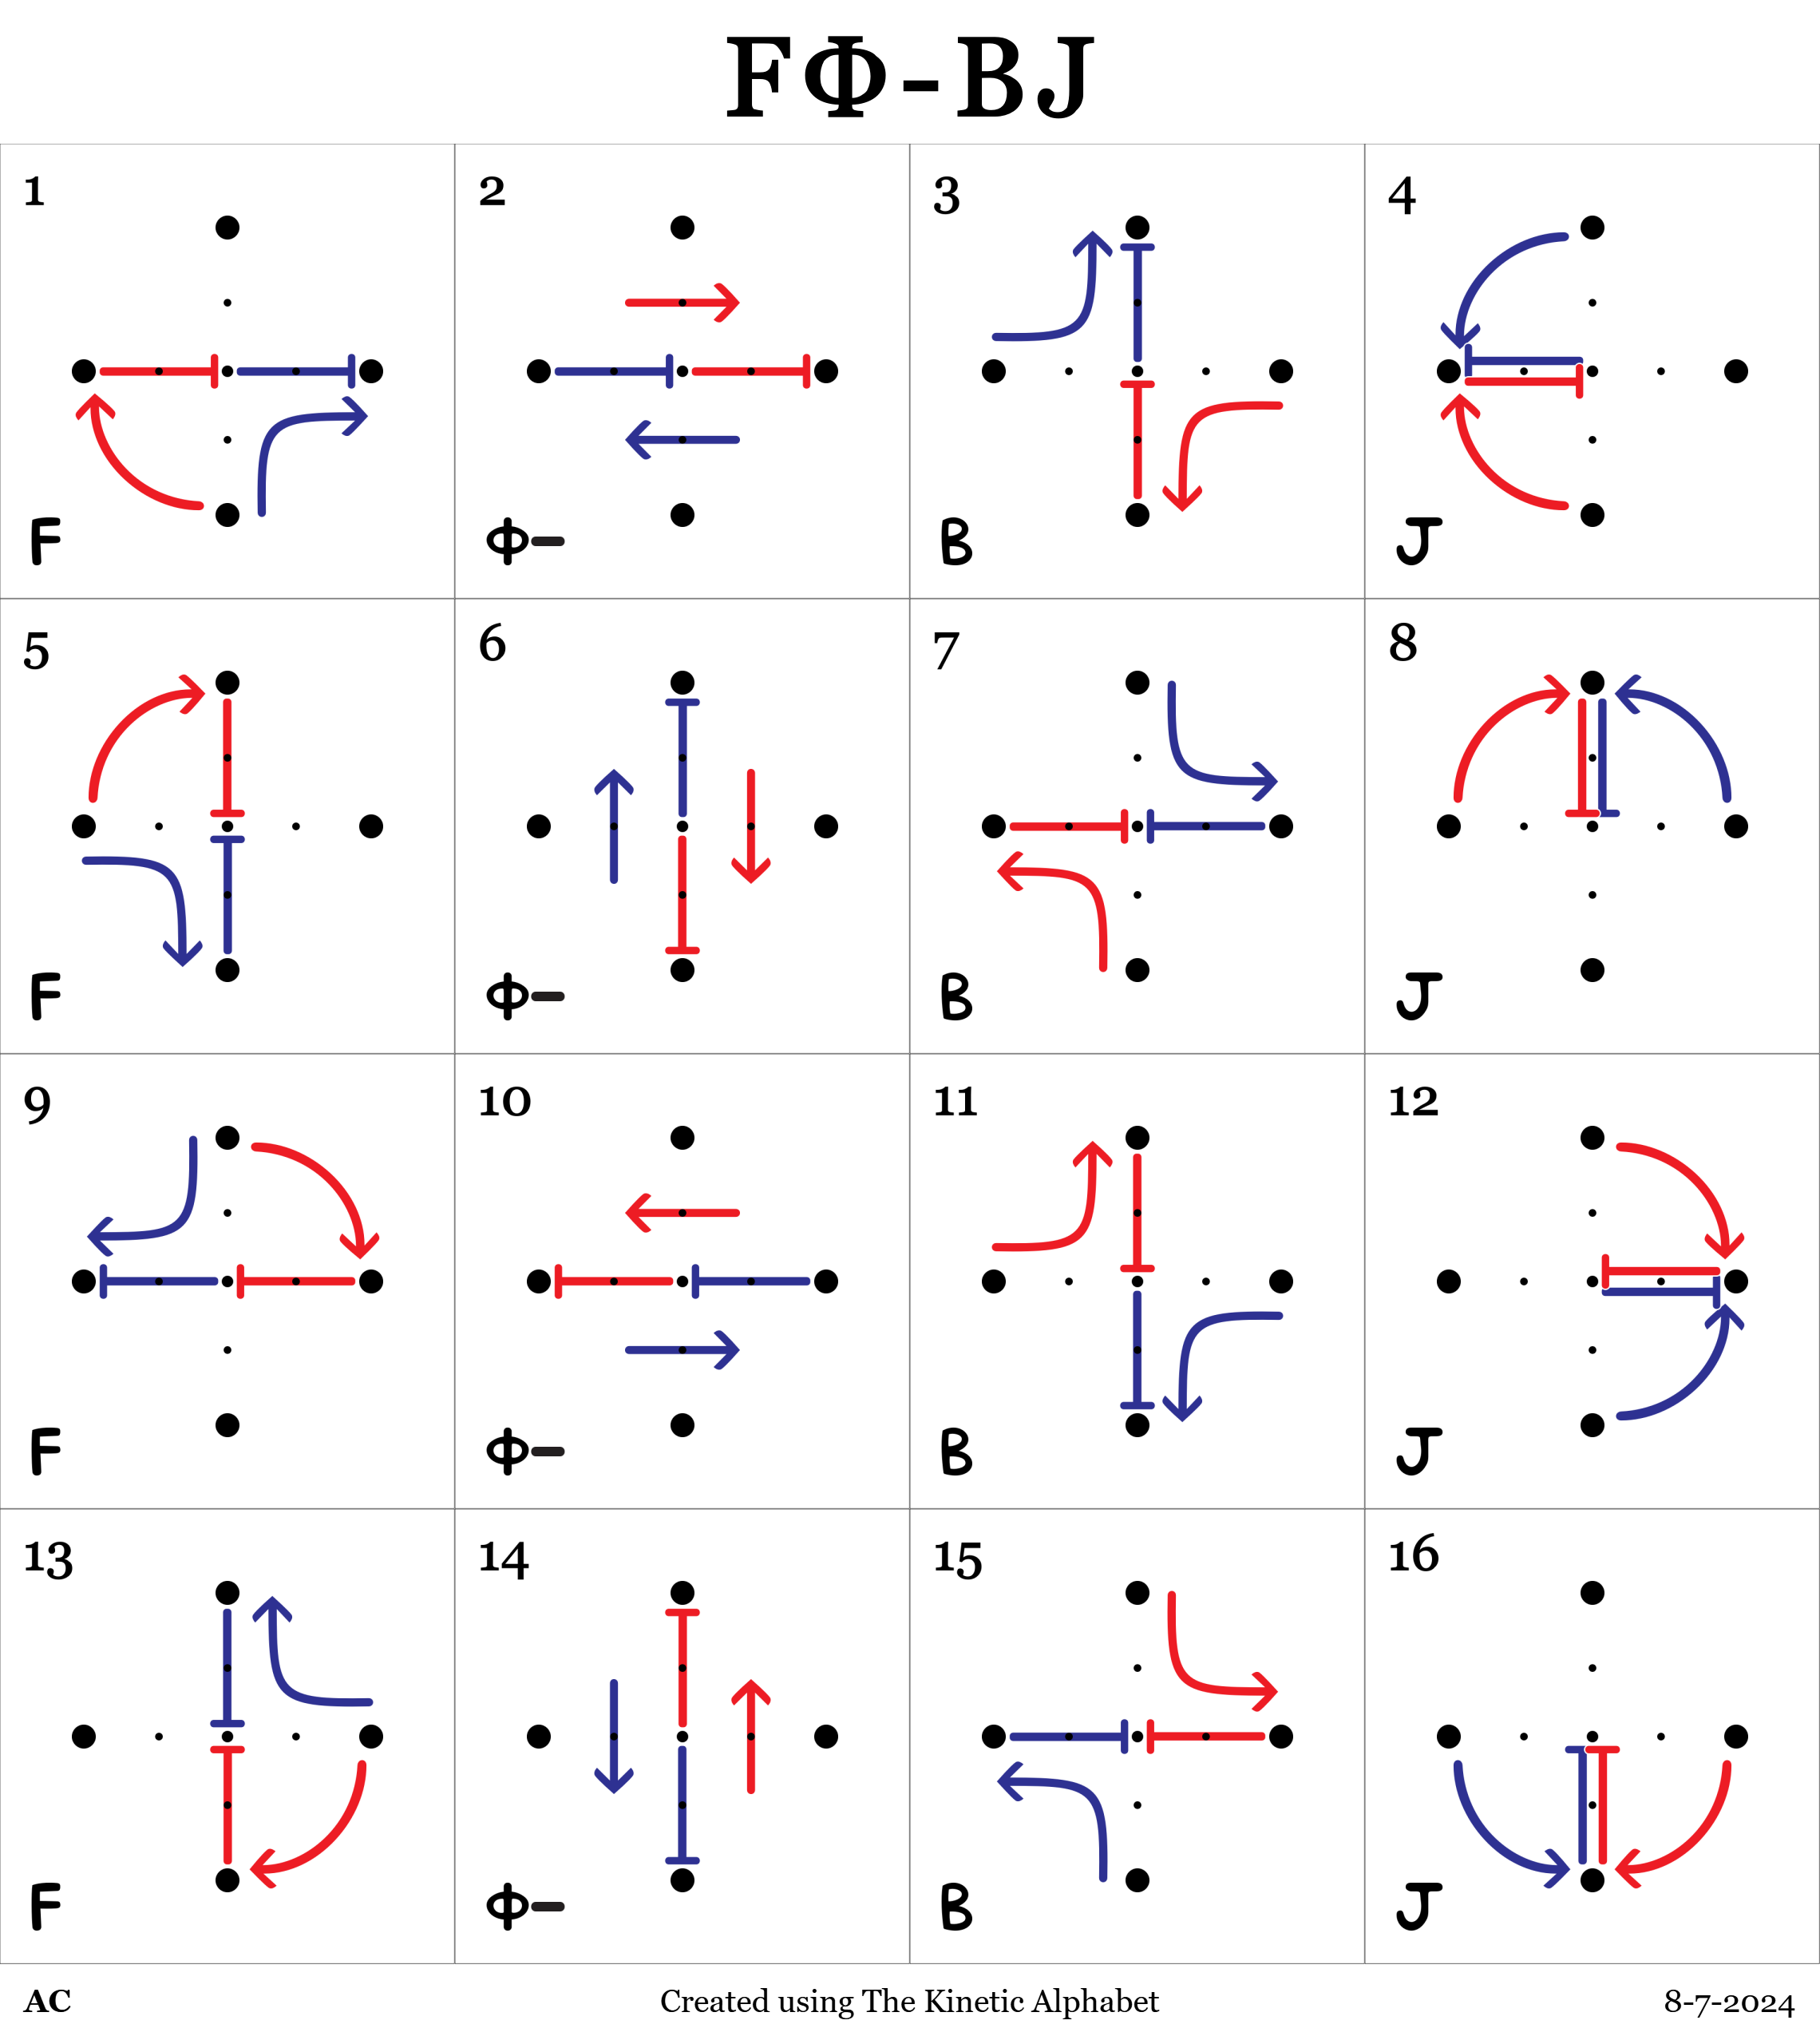 FΦ-BJ
1 2 3 4
F Φ- B J
5 6 7 8
F Φ- B J
9 10 11 12
F Φ- B J
13 14 15 16
F Φ- B J
AC Created using The Kinetic Alphabet 8-7-2024